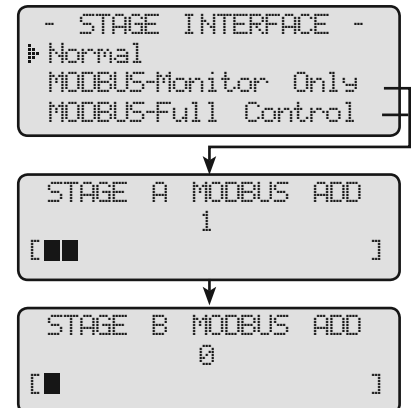 - STAGE INTERFACE -
Normal
MODBUS-Monitor Only
MODBUS-Full Control
STAGE A MODBUS ADD
1
[██ ]
STAGE B MODBUS ADD
0
[█ ]